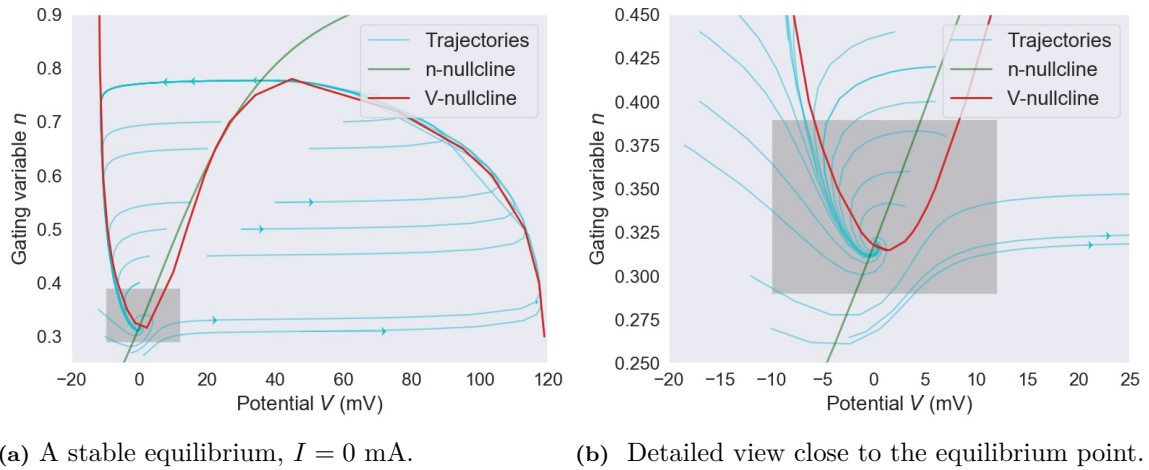 0.9
0.8
0.7
0.6
0.5
0.4
0.3
Gating variable n
−20 0 20 40 60 80 100 120
Potential V (mV)
Trajectories
n-nullcline
V-nullcline
0.450
0.425
0.400
0.375
0.350
0.325
0.300
0.275
0.250
Gating variable n
−20 −15 −10 −5 0 5 10 15 20 25
Potential V (mV)
Trajectories
n-nullcline
V-nullcline
(a) A stable equilibrium, I = 0 mA.
(b) Detailed view close to the equilibrium point.